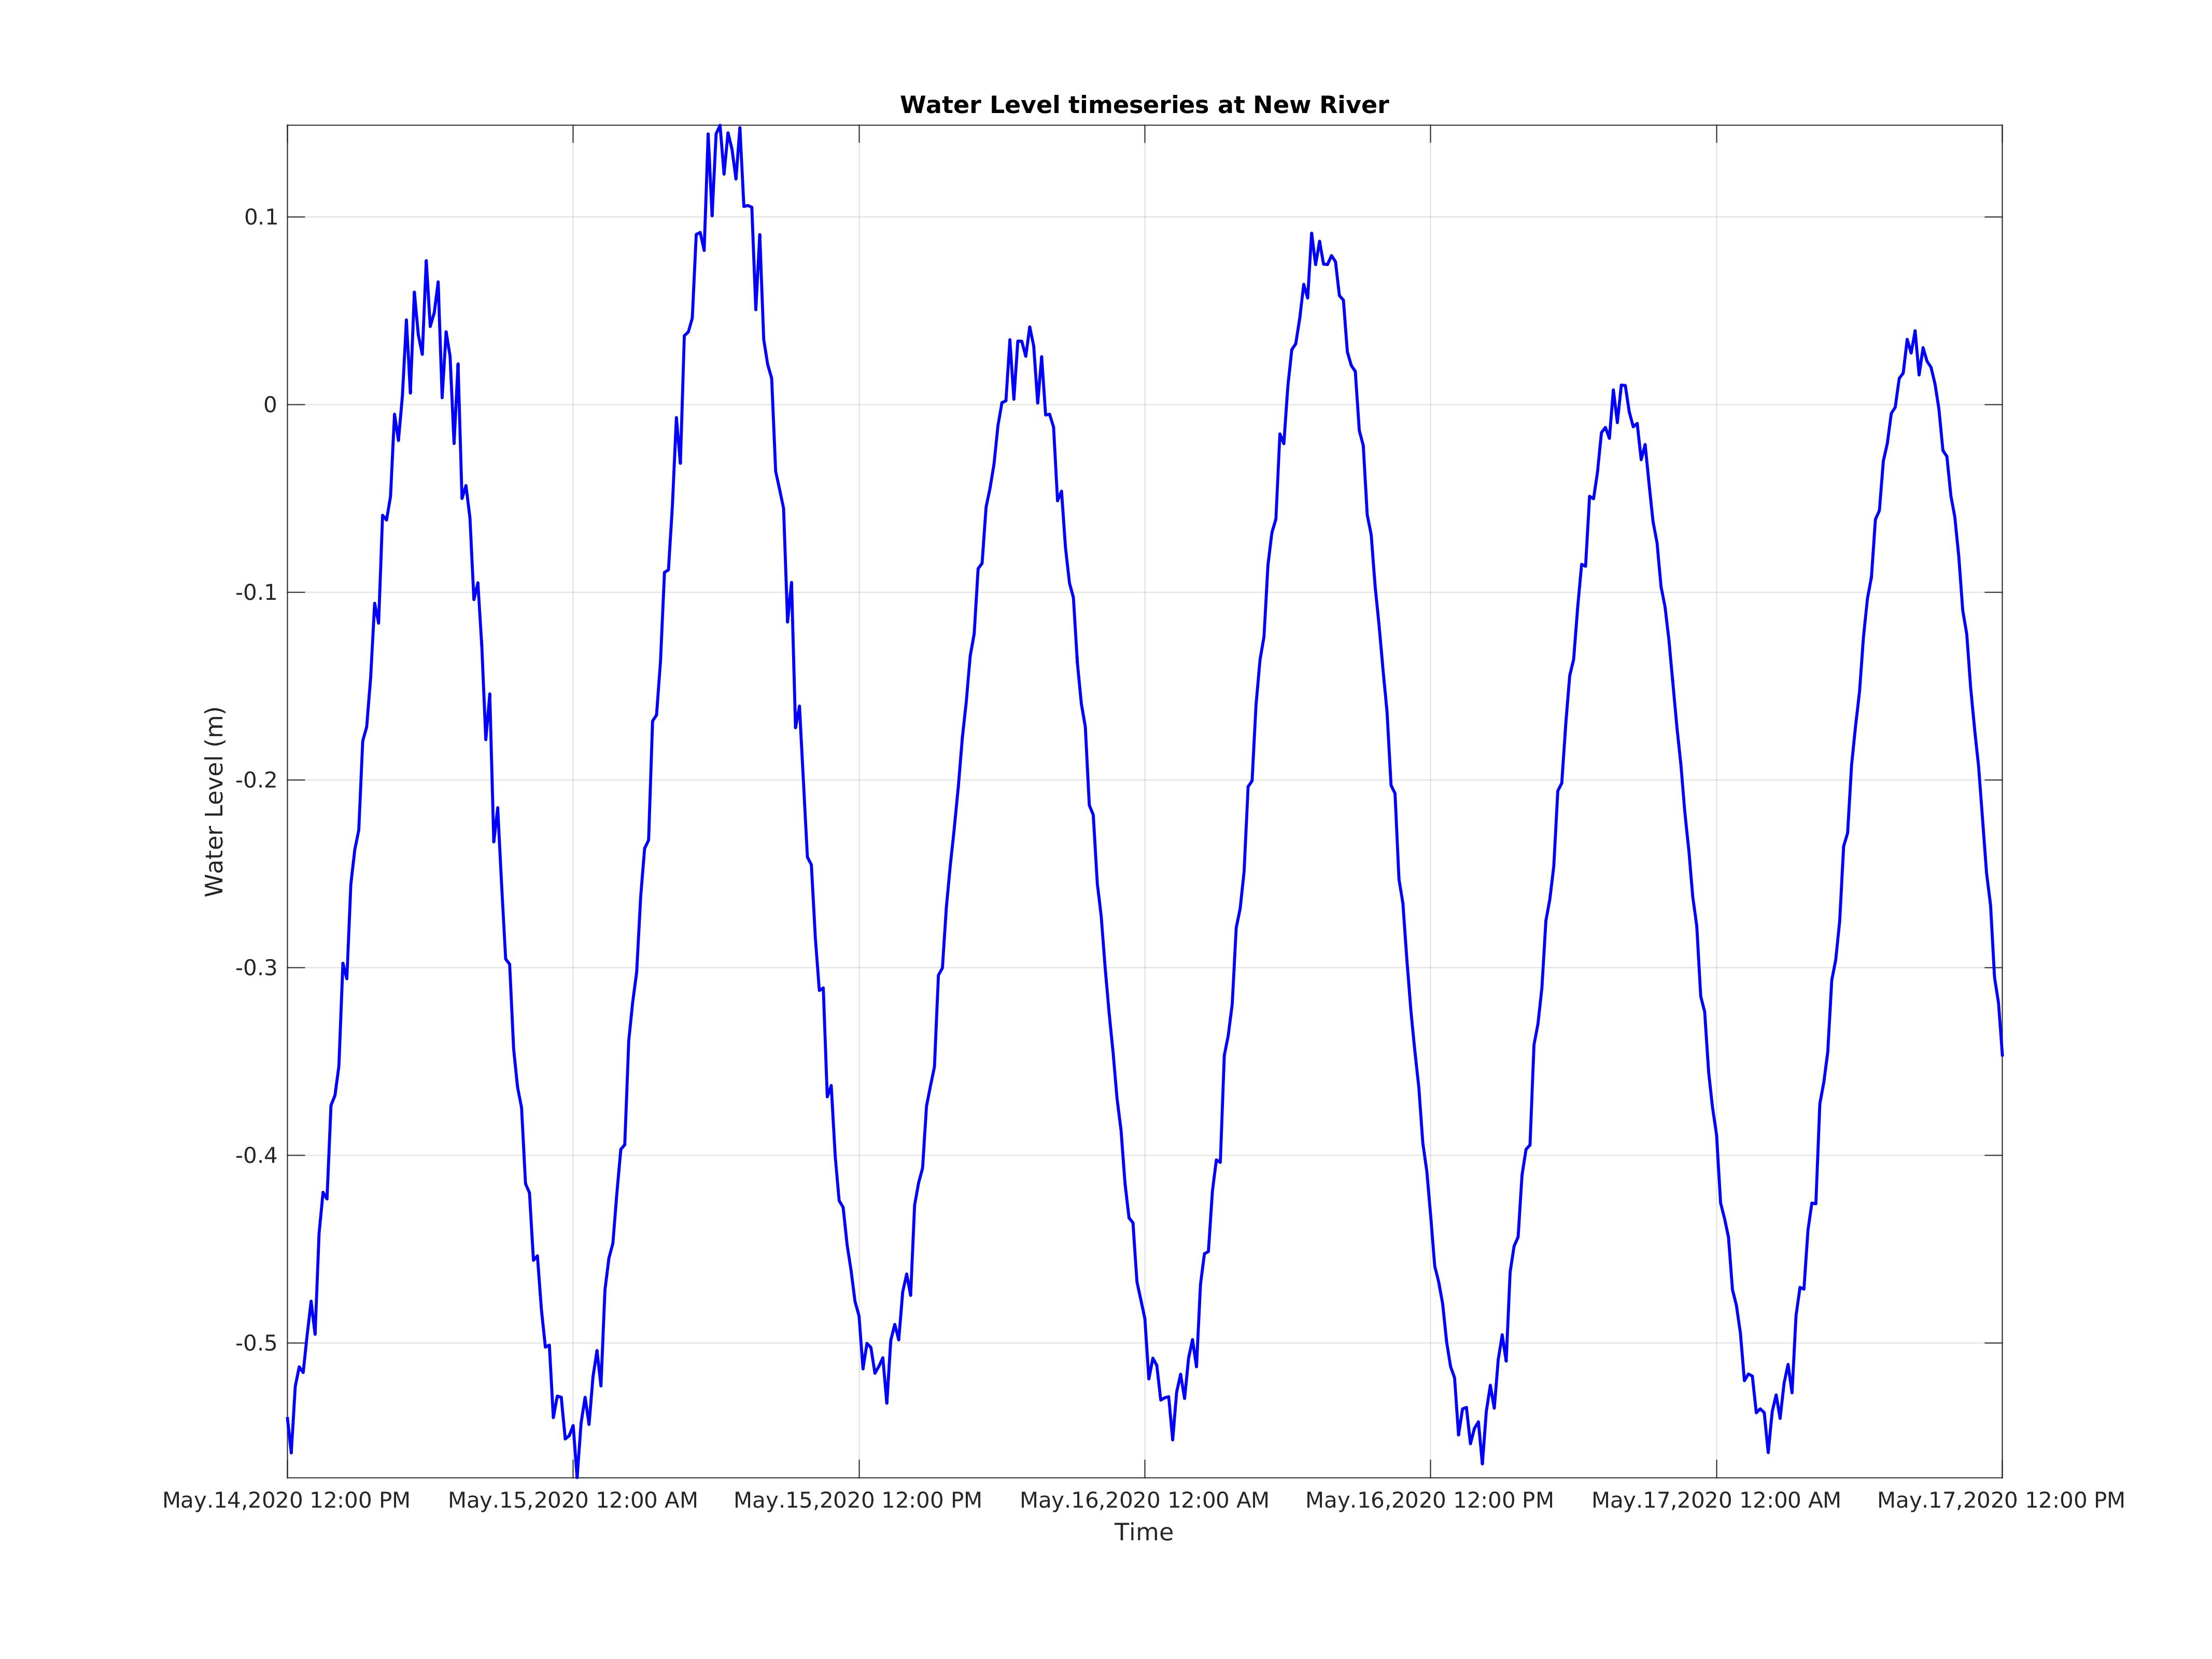 Water Level timeseries at New River
0.1
0
-0.1
-0.2
-0.3
-0.4
-0.5
Water Level (m)
May.14,2020 12:00 PM May.15,2020 12:00 AM May.15,2020 12:00 PM May.16,2020 12:00 AM May.16,2020 12:00 PM May.17,2020 12:00 AM May.17,2020 12:00 PM
Time